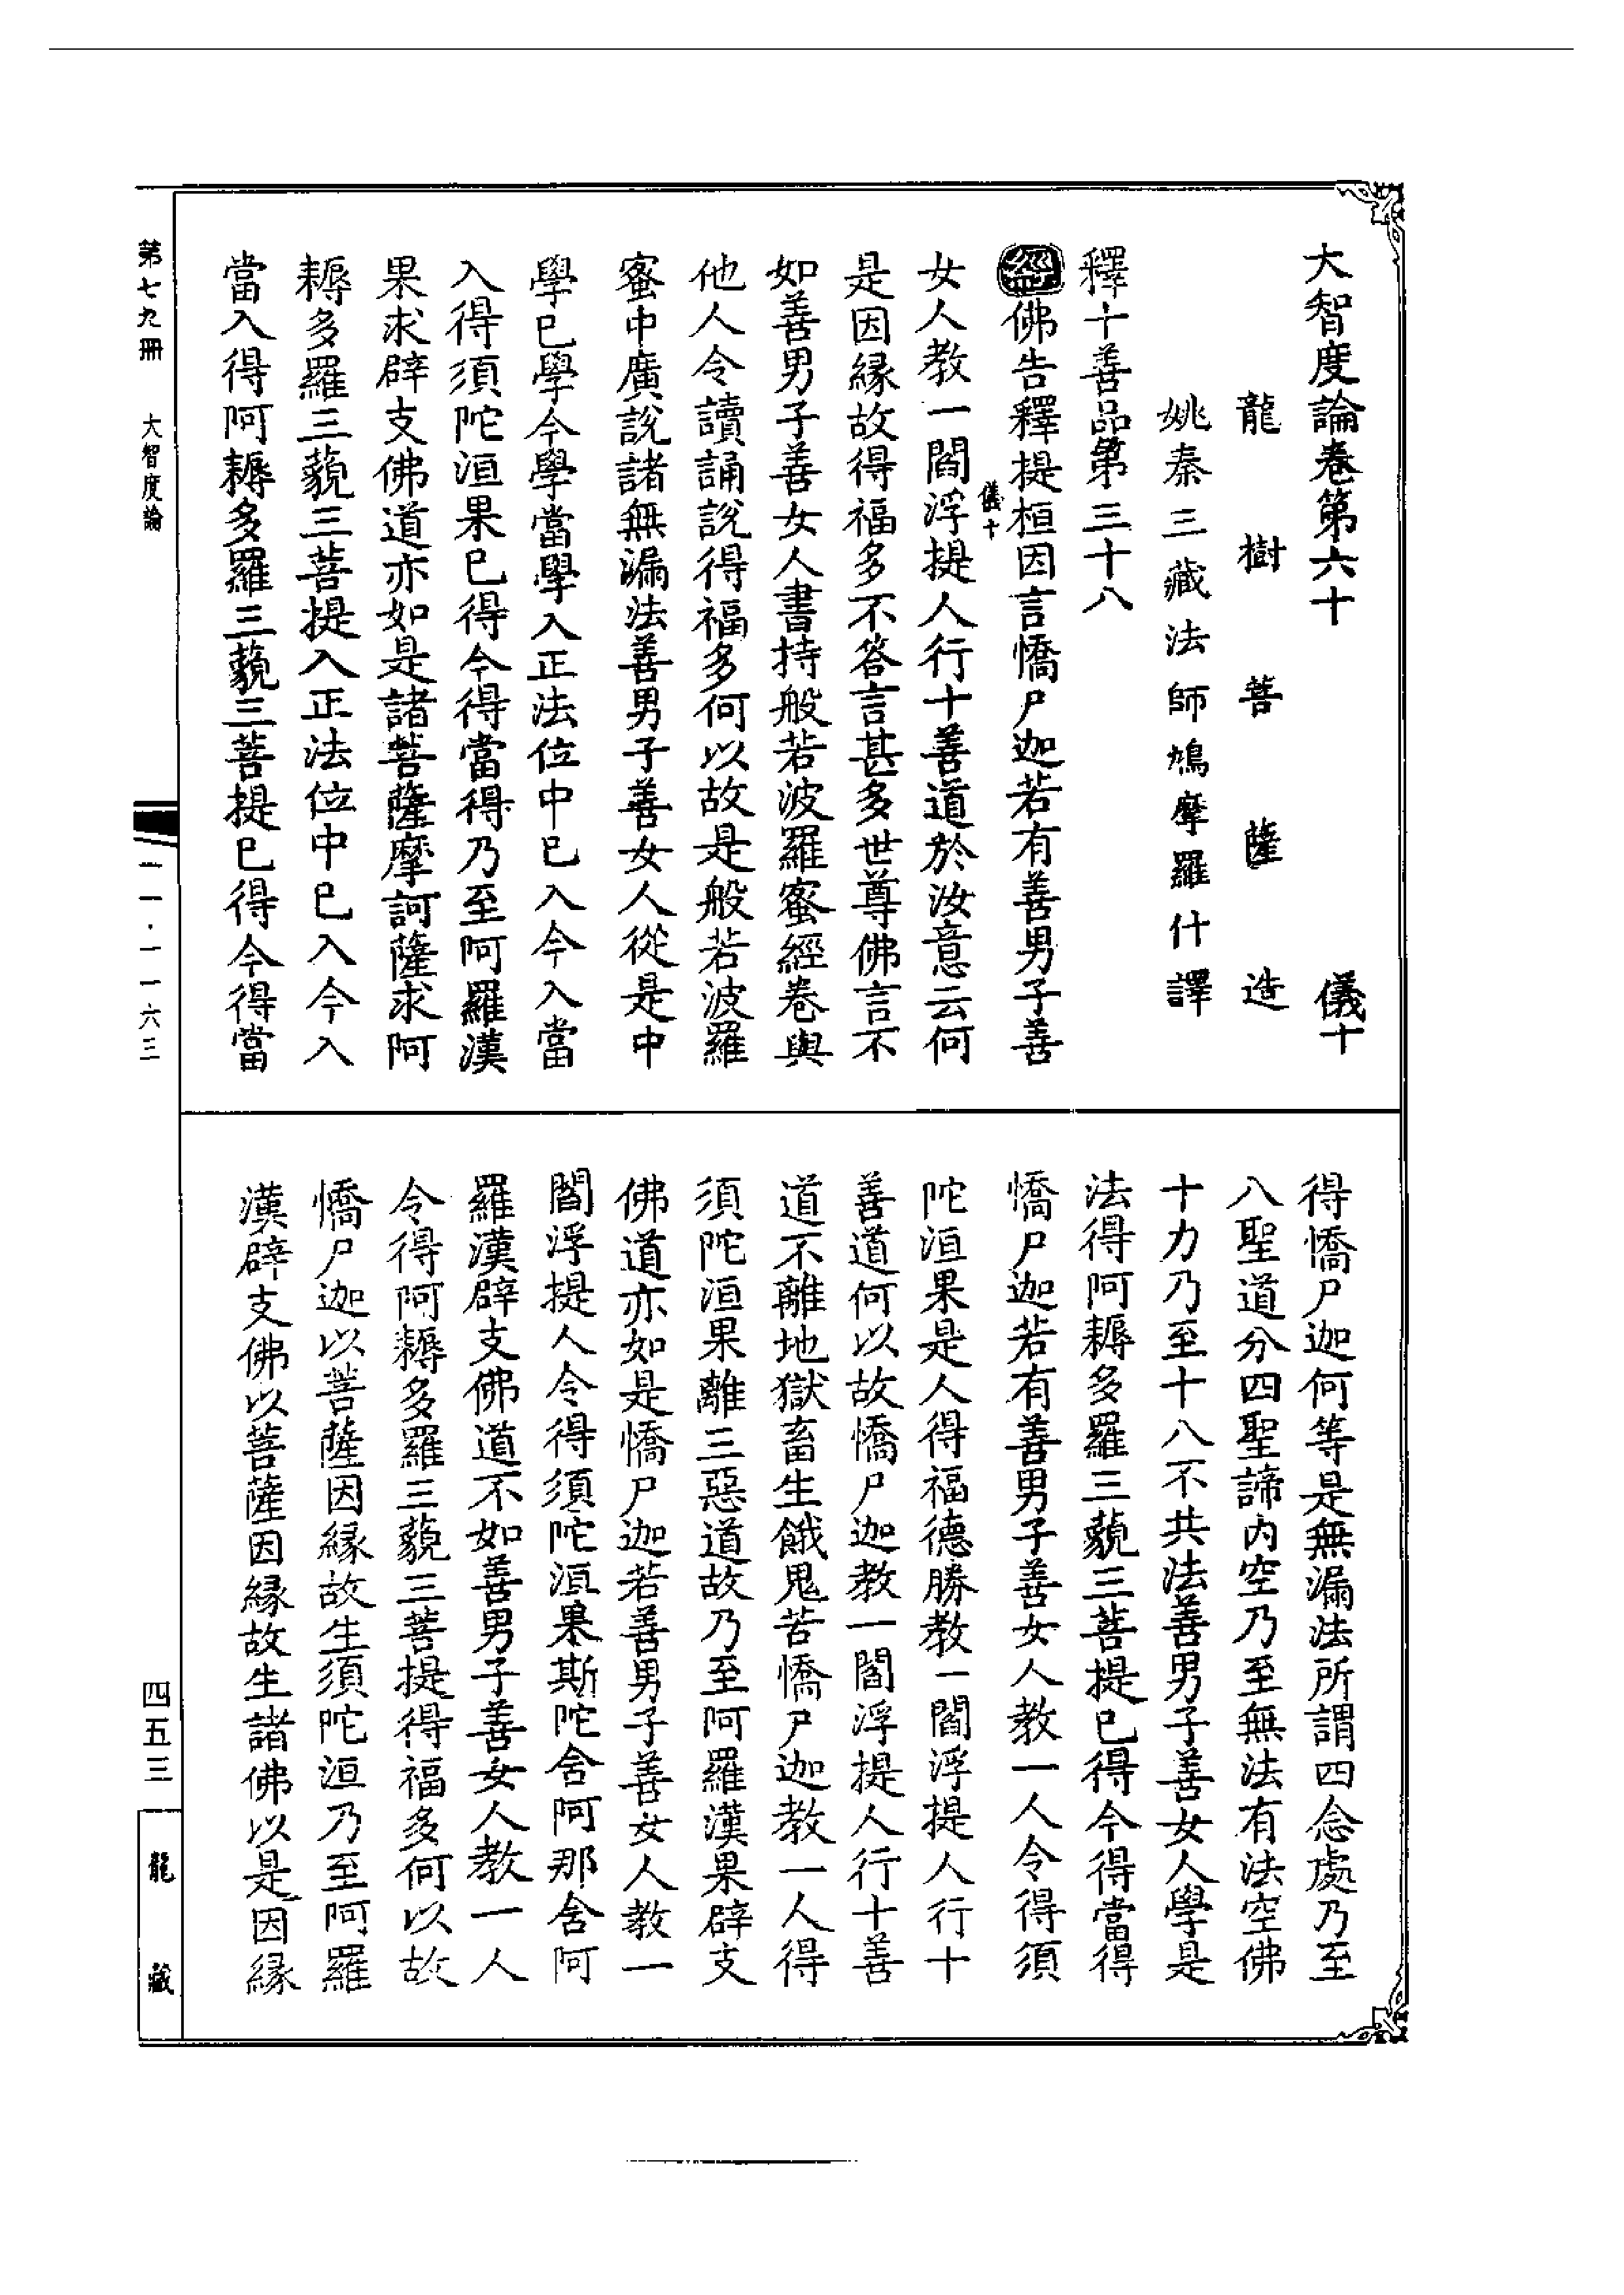 大智度論卷第六十 儀十
龍樹菩薩造
姚秦三藏法師鳩摩羅什譯
釋十善品第三十八
經佛告釋提桓因言憍尸迦若有善男子善
儀十
女人教一閻浮提人行十善道於汝意云何
是因緣故得福多不答言甚多世尊佛言不
如善男子善女人書持般若波羅蜜經卷與
他人令讀誦說得福多何以故是般若波羅
蜜中廣說諸無漏法善男子善女人從是中
學已學今學當學入正法位中已入今入當
入得須陀洹果已得今得當得乃至阿羅漢
果求辟支佛道亦如是諸菩薩摩訶薩求阿
耨多羅三藐三菩提入正法位中已入今入
當入得阿耨多羅三藐三菩提已得今得當
得憍尸迦何等是無漏法所謂四念處乃至
八聖道分四聖諦內空乃至無法有法空佛
十力乃至十八不共法善男子善女人學是
法得阿耨多羅三藐三菩提已得今得當得
憍尸迦若有善男子善女人教一人令得須
陀洹果是人得福德勝教一閻浮提人行十
善道何以故憍尸迦教一閻浮提人行十善
道不離地獄畜生餓鬼苦憍尸迦教一人得
須陀洹果離三惡道故乃至阿羅漢果辟支
佛道亦如是憍尸迦若善男子善女人教一
閻浮提人令得須陀洹果斯陀含阿那含阿
羅漢辟支佛道不如善男子善女人教一人
令得阿耨多羅三藐三菩提得福多何以故
憍尸迦以菩薩因緣故生須陀洹乃至阿羅
漢辟支佛以菩薩因緣故生諸佛以是因緣
第七九冊 大智度論
一一·一一六三
四五三
龍藏